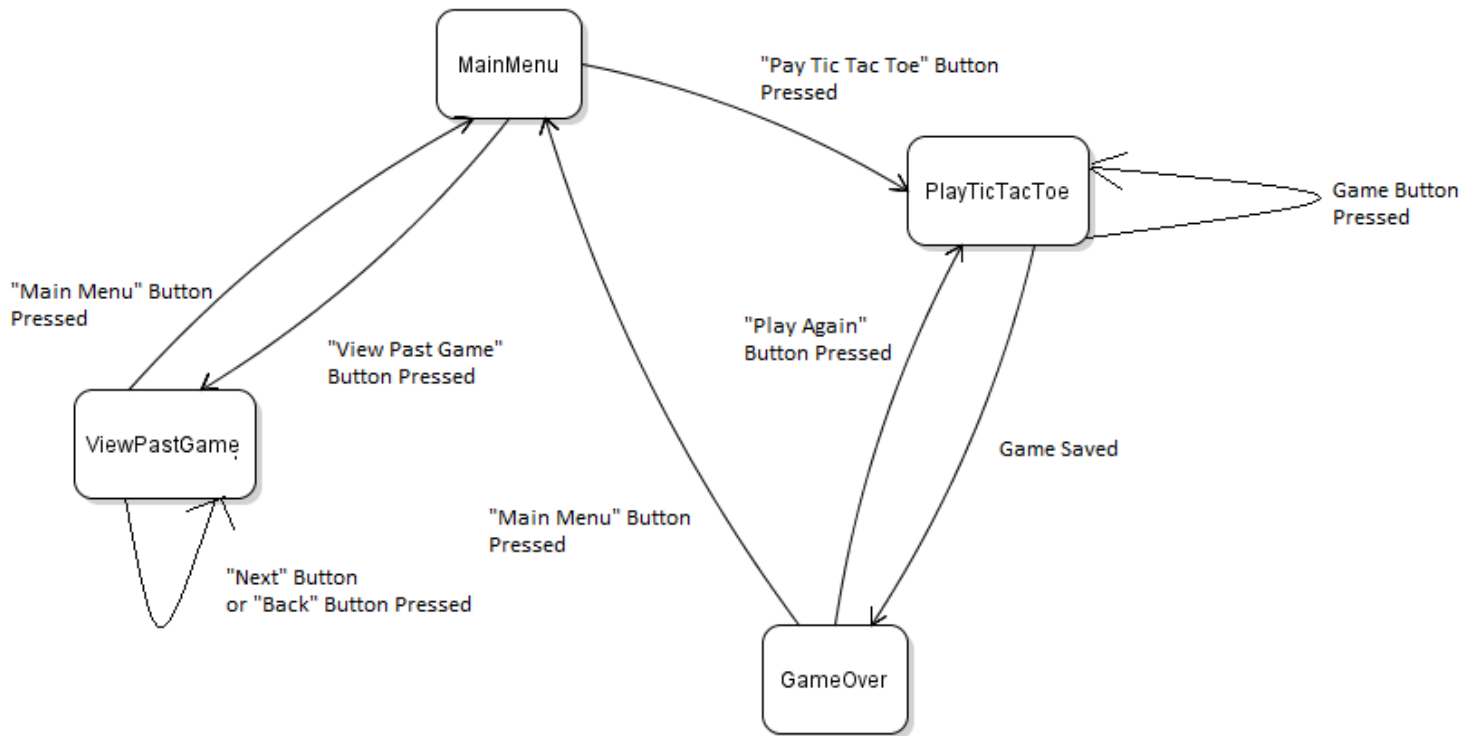 MainMenu
"Pay Tic Tac Toe" Button
Pressed
PlayTicTacToe
Game Button
Pressed
"Main Menu" Button
Pressed
"View Past Game"
Button Pressed
"Play Again"
Button Pressed
ViewPastGame
Game Saved
"Main Menu" Button
Pressed
"Next" Button
or "Back" Button Pressed
GameOver